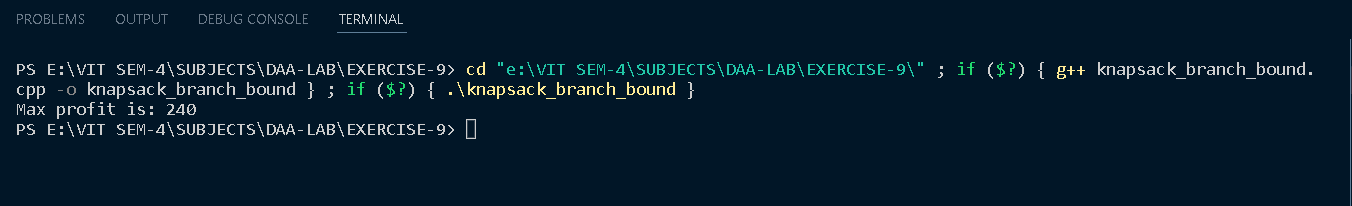 PROBLEMS OUTPUT DEBUG CONSOLE TERMINAL
PS E:\VIT SEM-4\SUBJECTS\DAA-LAB\EXERCISE-9> cd "e:\VIT SEM-4\SUBJECTS\DAA-LAB\EXERCISE-9\" ; if ($?) { g++ knapsack_branch_bound.
cpp -o knapsack_branch_bound } ; if ($?) { .\knapsack_branch_bound }
Max profit is: 240
PS E:\VIT SEM-4\SUBJECTS\DAA-LAB\EXERCISE-9>